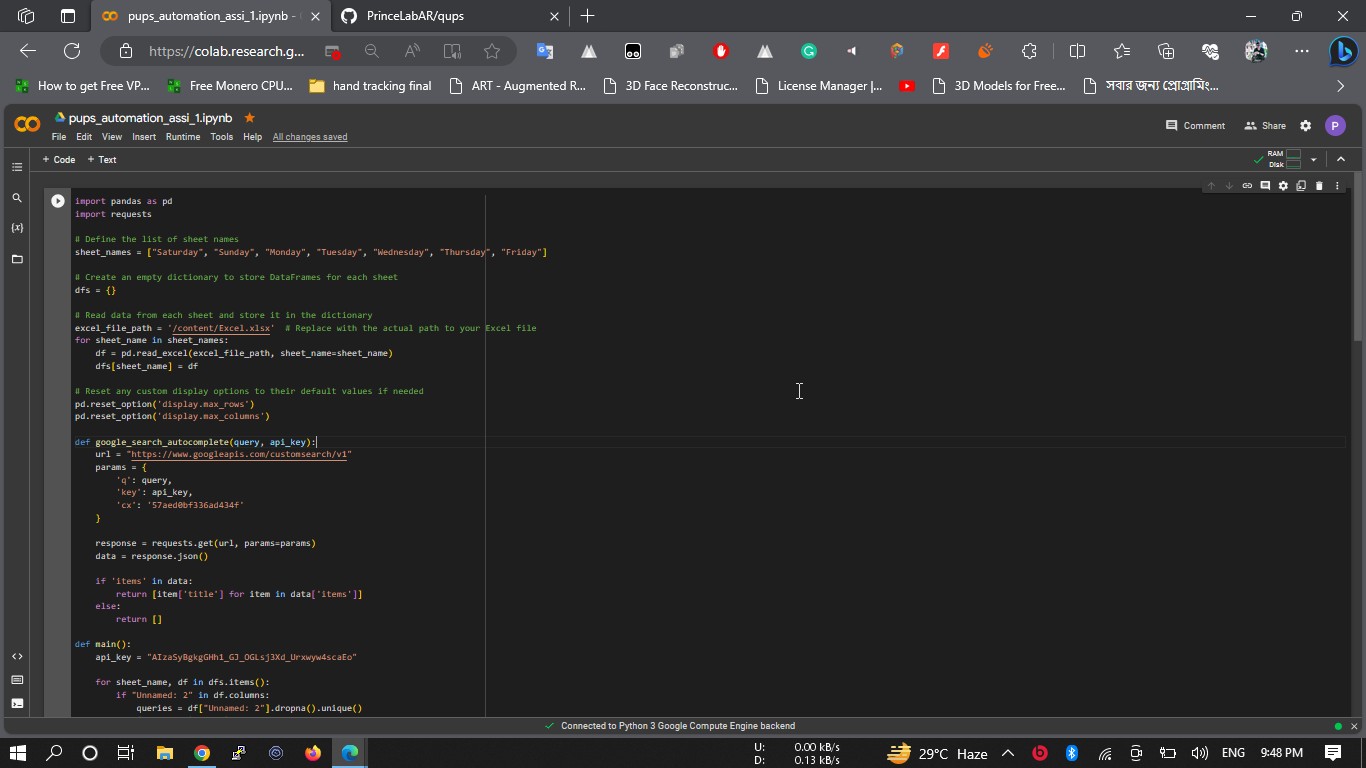 pups_automation_assi_1.ipynb -
PrinceLabAR/qups
https://colab.research.g...
How to get Free VP...
Free Monero CPU...
hand tracking final
ART - Augmented R...
3D Face Reconstruc...
License Manager |...
3D Models for Free...
সবার জন্য প্রোগ্রামিং...
pups_automation_assi_1.ipynb
File Edit View Insert Runtime Tools Help All changes saved
Comment Share P
+ Code + Text
RAM
Disk
import pandas as pd
import requests
# Define the list of sheet names
sheet_names = ["Saturday", "Sunday", "Monday", "Tuesday", "Wednesday", "Thursday", "Friday"]
# Create an empty dictionary to store DataFrames for each sheet
dfs = {}
# Read data from each sheet and store it in the dictionary
excel_file_path = '/content/Excel.xlsx'  # Replace with the actual path to your Excel file
for sheet_name in sheet_names:
    df = pd.read_excel(excel_file_path, sheet_name=sheet_name)
    dfs[sheet_name] = df
# Reset any custom display options to their default values if needed
pd.reset_option('display.max_rows')
pd.reset_option('display.max_columns')
def google_search_autocomplete(query, api_key):
    url = "https://www.googleapis.com/customsearch/v1"
    params = {
        'q': query,
        'key': api_key,
        'cx': '57aed0bf336ad434f'
    }
    response = requests.get(url, params=params)
    data = response.json()
    if 'items' in data:
        return [item['title'] for item in data['items']]
    else:
        return []
def main():
    api_key = "AIzaSyBgkgGHh1_GJ_OGLsj3Xd_Urxwyw4scaEo"
    for sheet_name, df in dfs.items():
        if "Unnamed: 2" in df.columns:
            queries = df["Unnamed: 2"].dropna().unique()
Connected to Python 3 Google Compute Engine backend
U: 0.00 kB/s
D: 0.13 kB/s
29°C Haze
ENG
9:48 PM